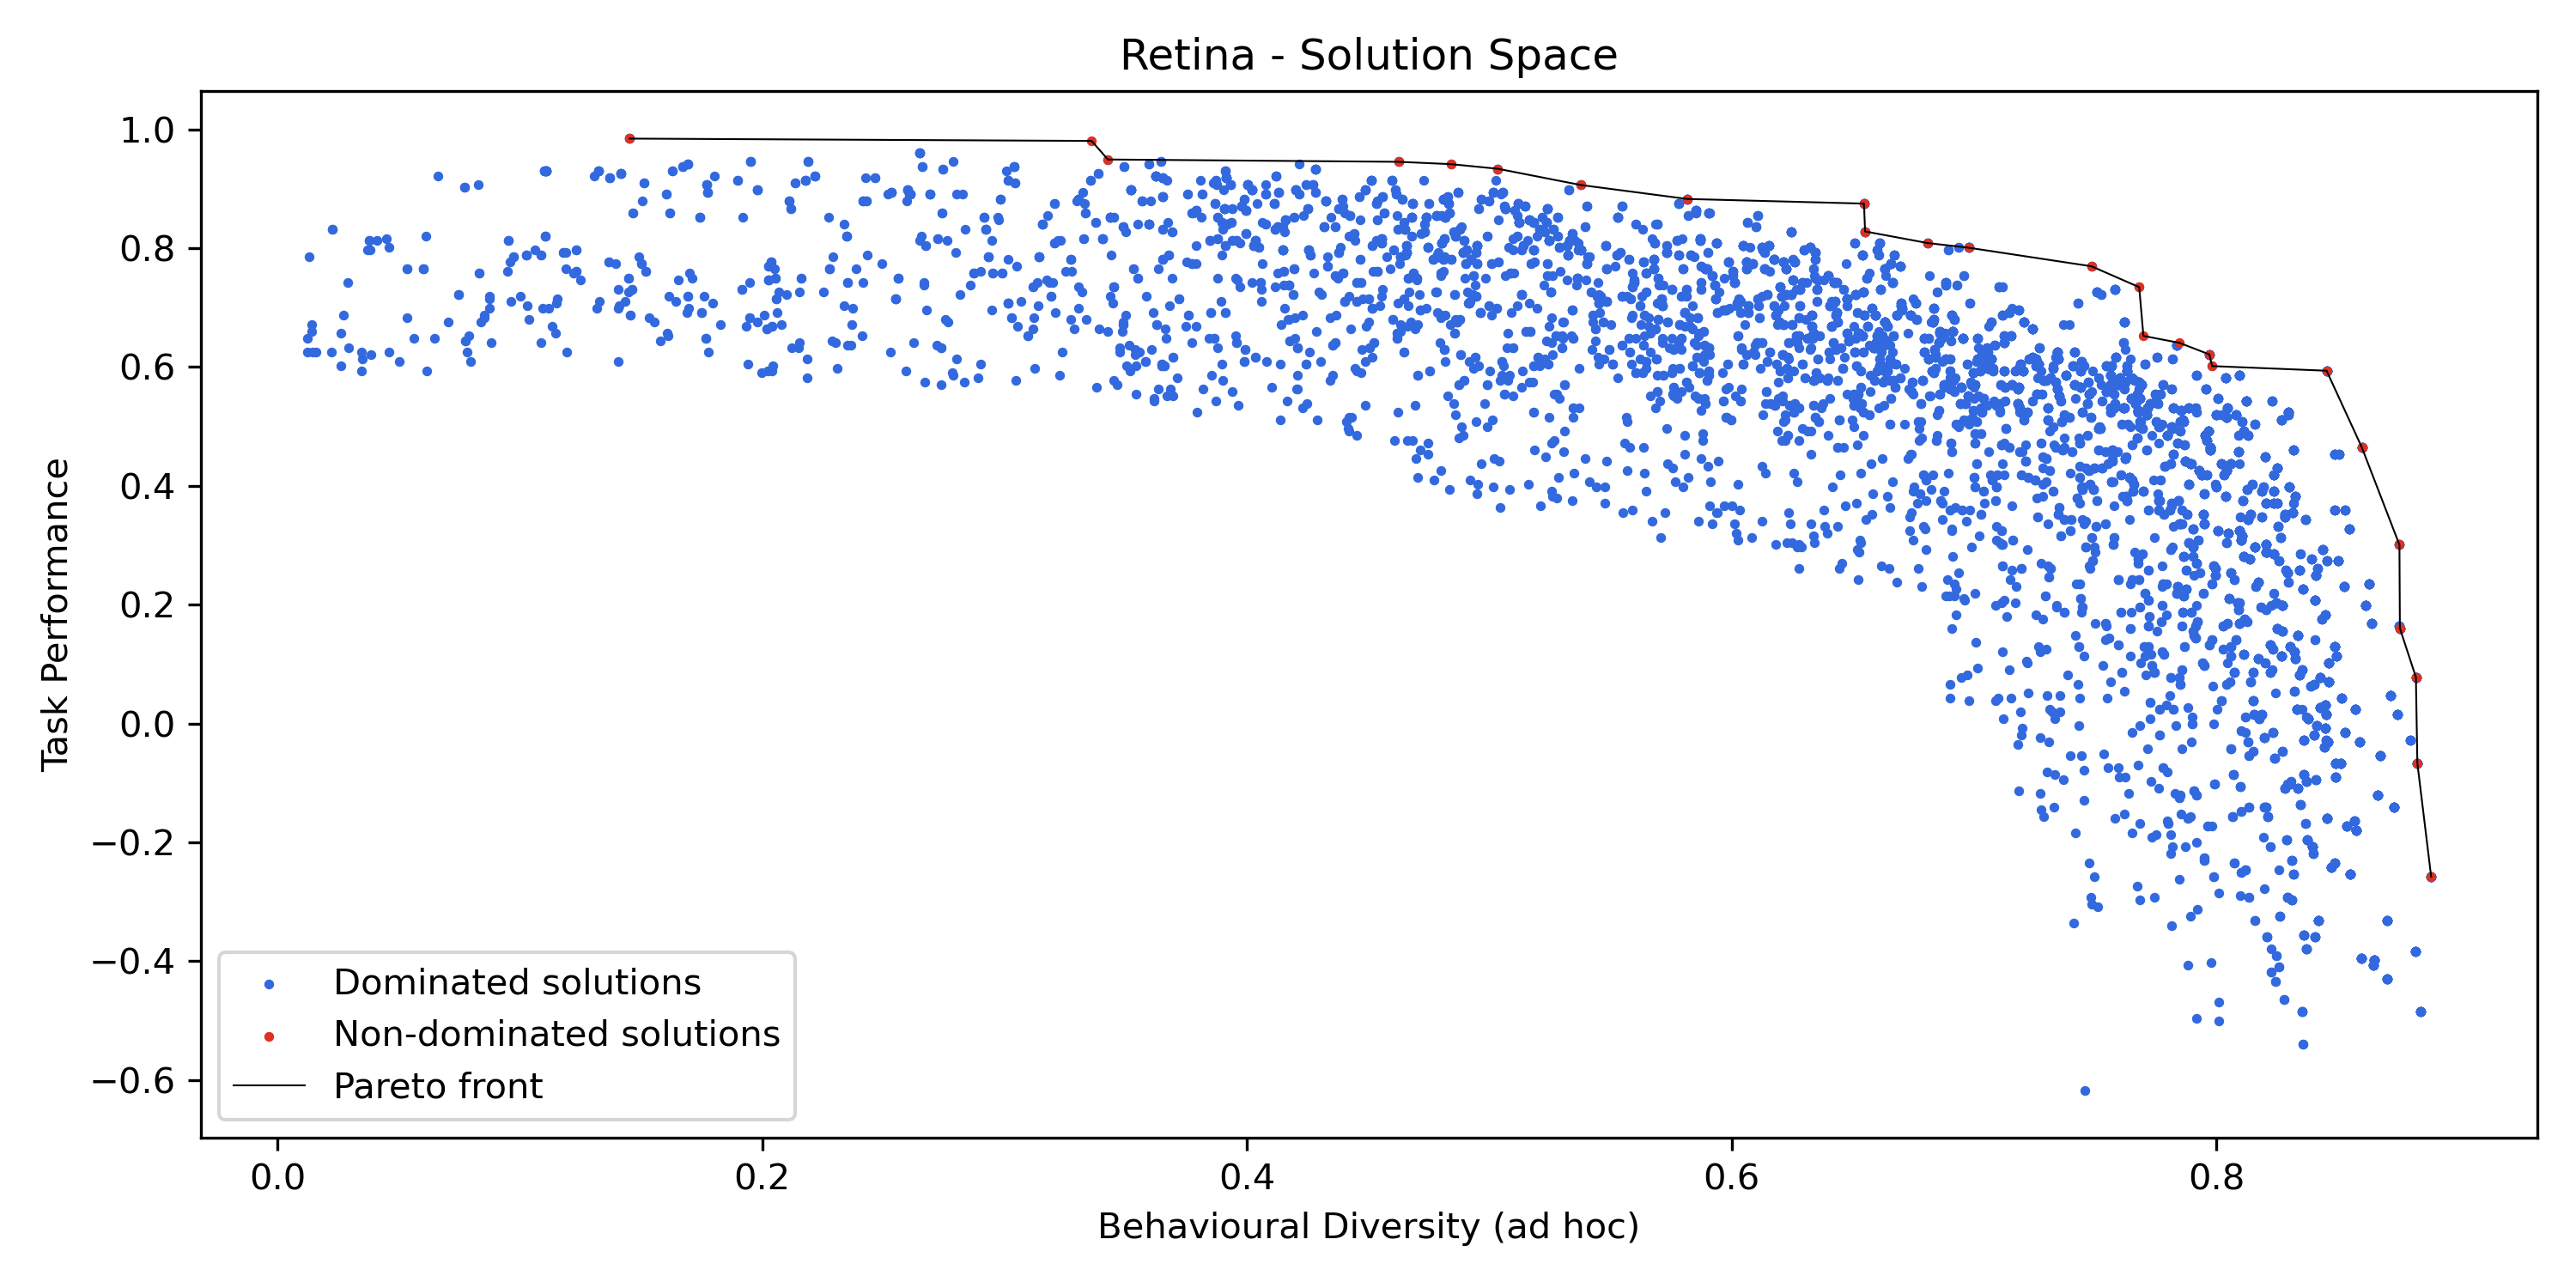 Retina - Solution Space
1.0
0.8
0.6
0.4
0.2
0.0
−0.2
−0.4
−0.6
Task Performance
Dominated solutions
Non-dominated solutions
Pareto front
0.0 0.2 0.4 0.6 0.8
Behavioural Diversity (ad hoc)